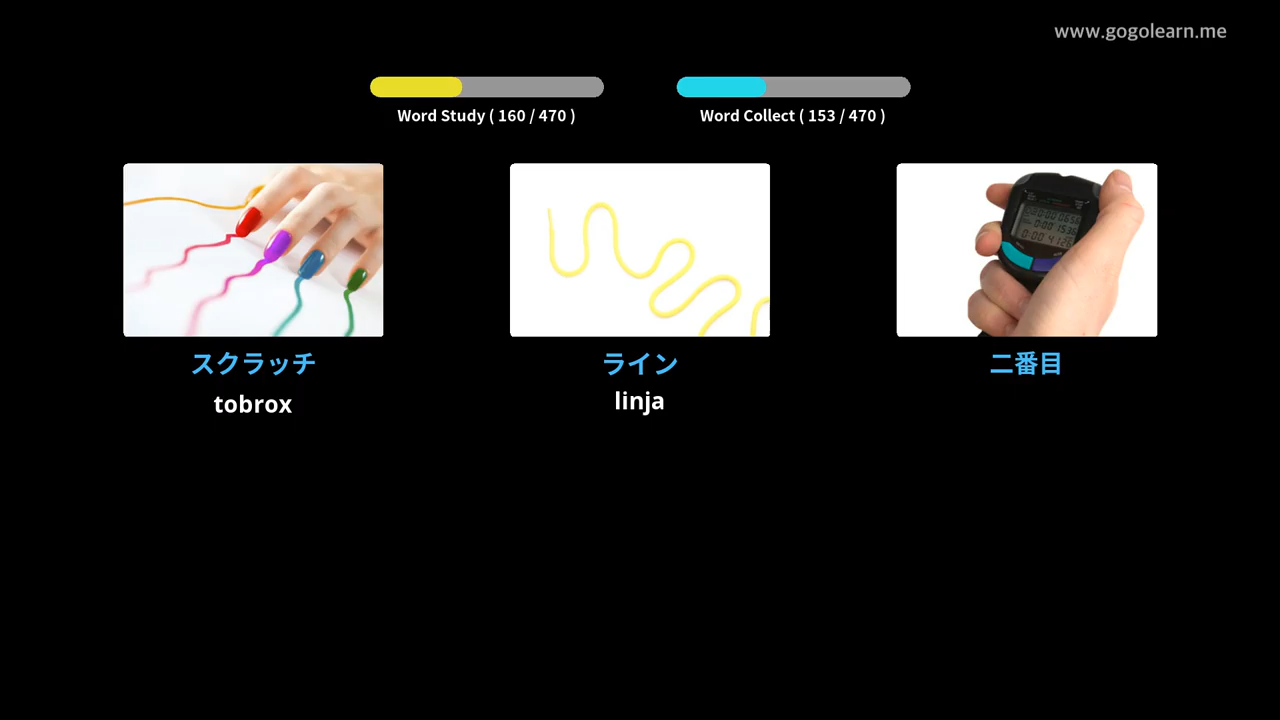 www.gogolearn.me
Word Study ( 160 / 470 )
Word Collect ( 153 / 470 )
スクラッチ
tobrox
ライン
linja
二番目